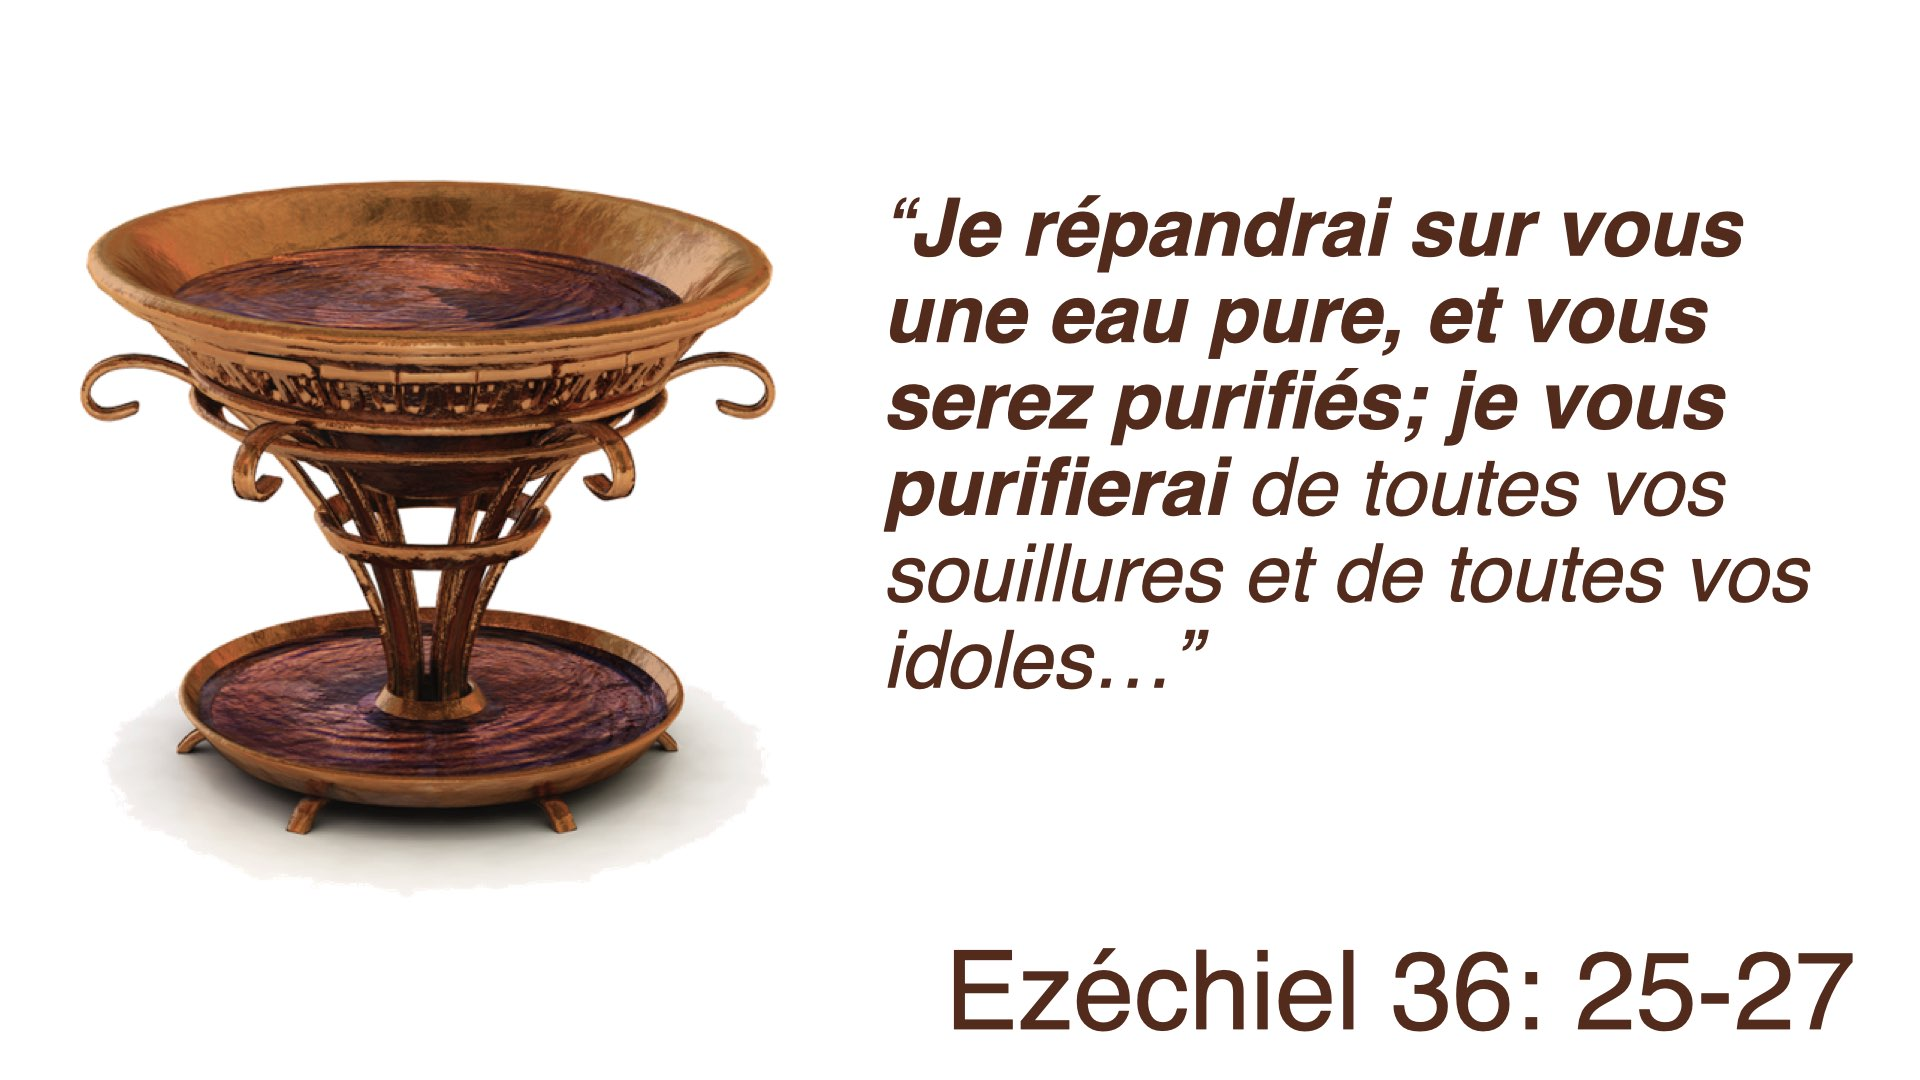 “Je répandrai sur vous
une eau pure, et vous
serez purifiés; je vous
purifierai de toutes vos
souillures et de toutes vos
idoles…”
Ezéchiel 36: 25-27